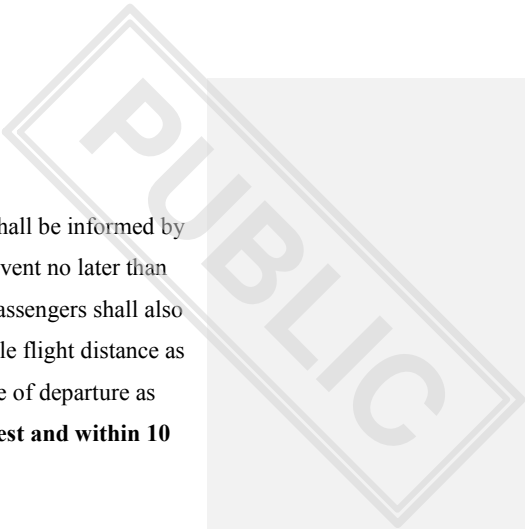 hall be informed by
vent no later than
assengers shall also
le flight distance as
e of departure as
est and within 10
PUBLIC